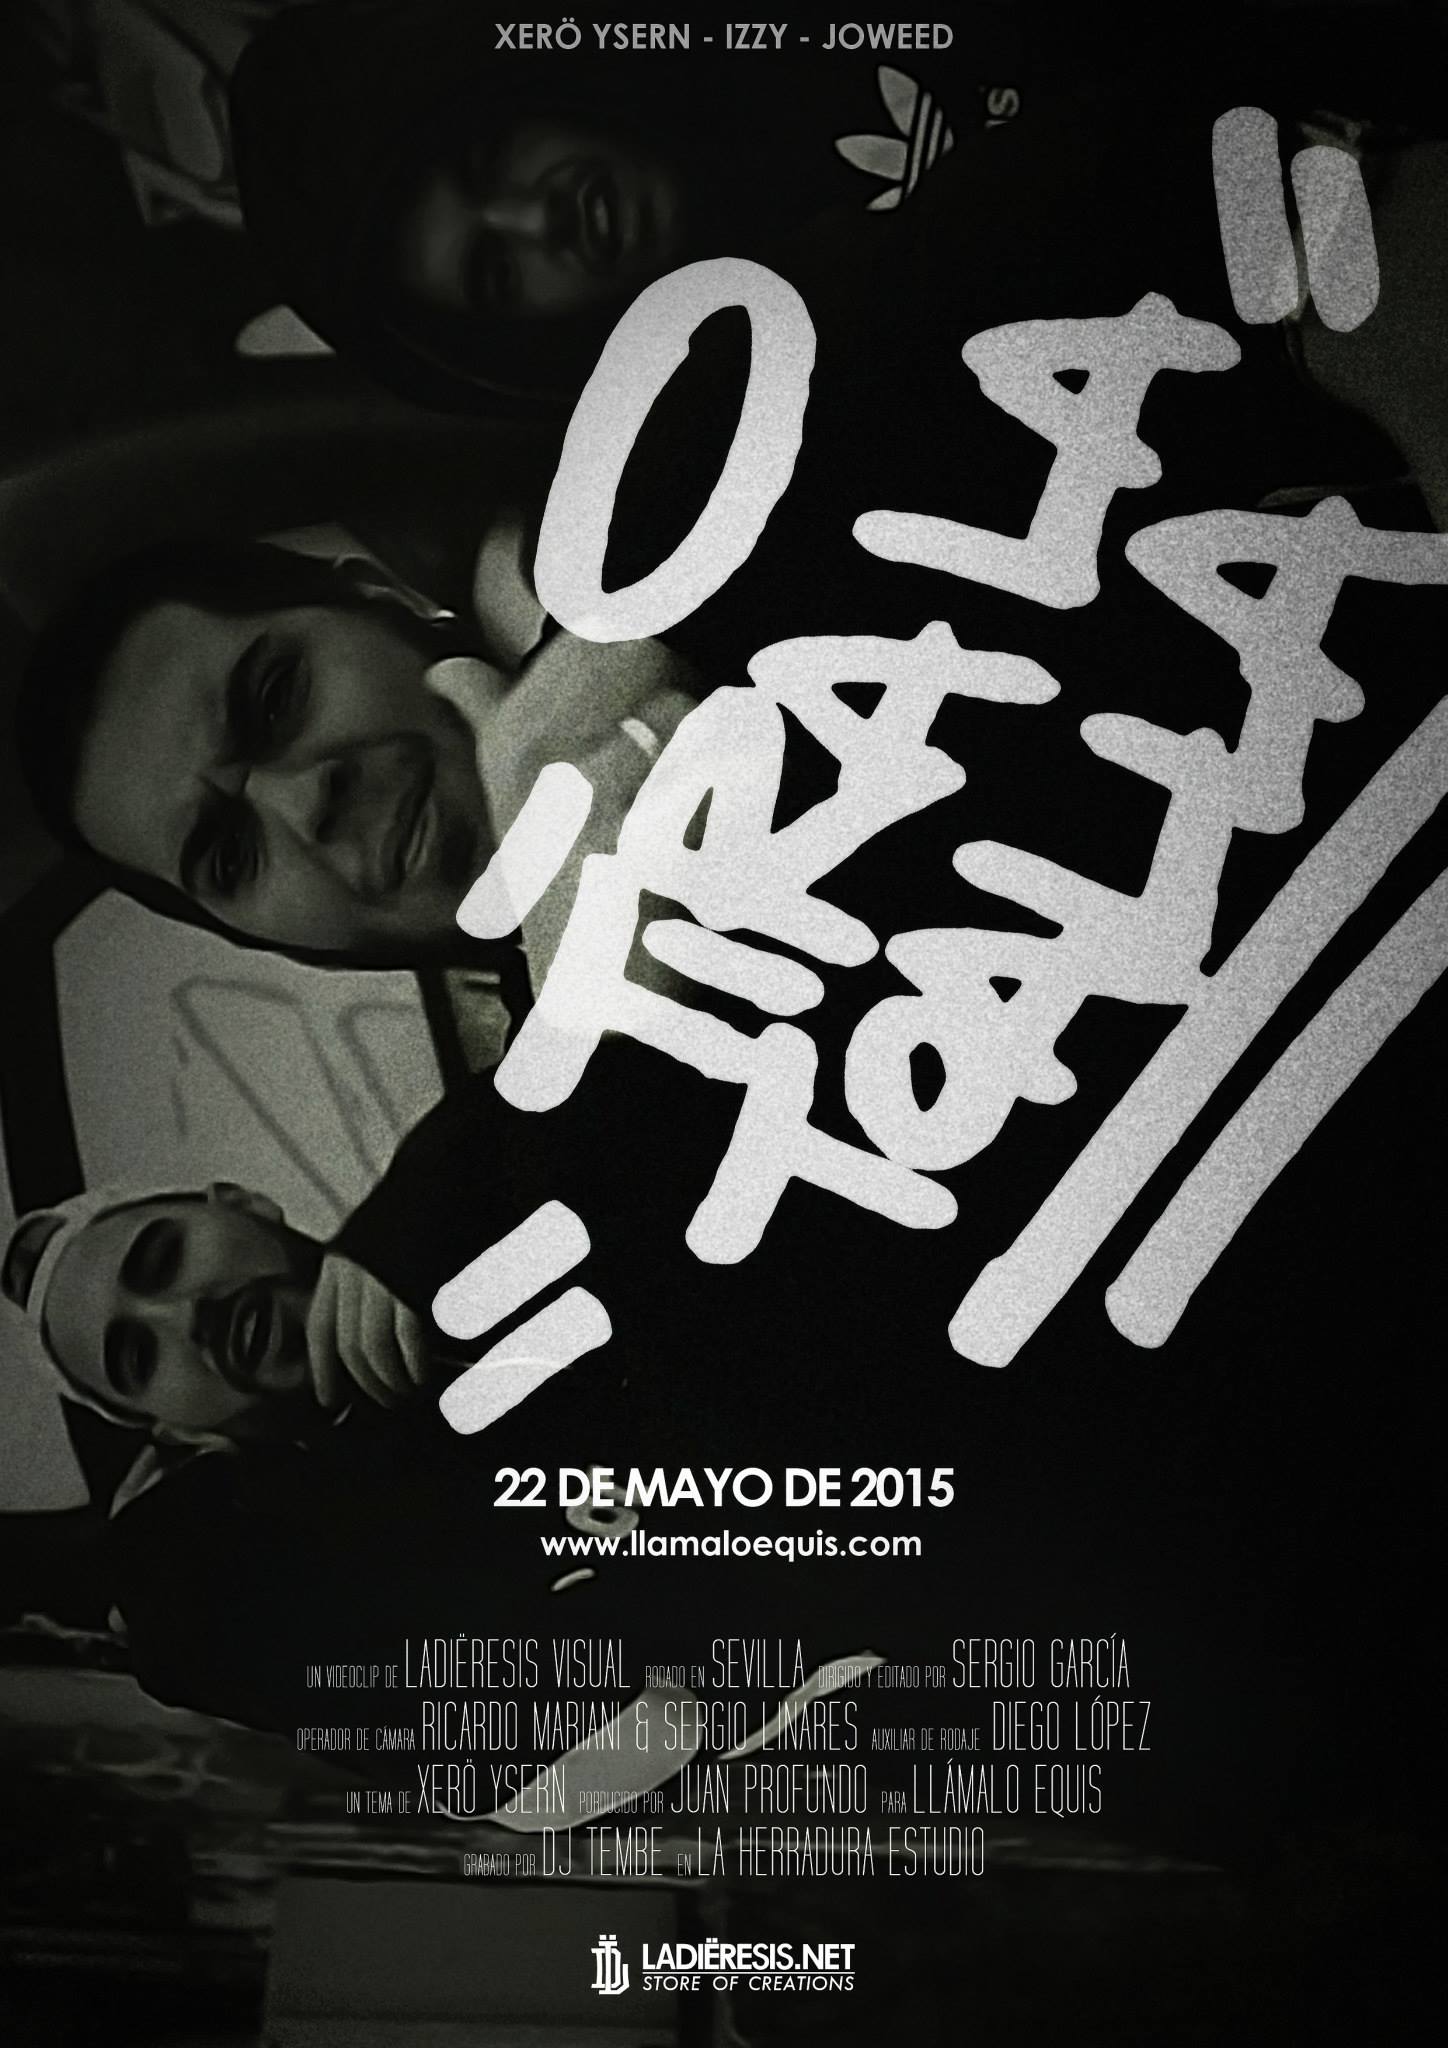 XERÖ YSERN - IZZY - JOWEED
O LA
22 DE MAYO DE 2015
www.llamaloequis.com
UN VIDEOCLIP DE LADIËRESIS VISUAL RODADO EN SEVILLA DIRIGIDO Y EDITADO POR SERGIO GARCÍA
OPERADOR DE CÁMARA RICARDO MARIANI & SERGIO LINARES AUXILIAR DE RODAJE DIEGO LÓPEZ
UN TEMA DE XERÖ YSERN PORDUCIDO POR JUAN PROFUNDO PARA LLÁMALO EQUIS
GRABADO POR DJ TEMBE EN LA HERRADURA ESTUDIO
LADIËRESIS.NET
STORE OF CREATIONS